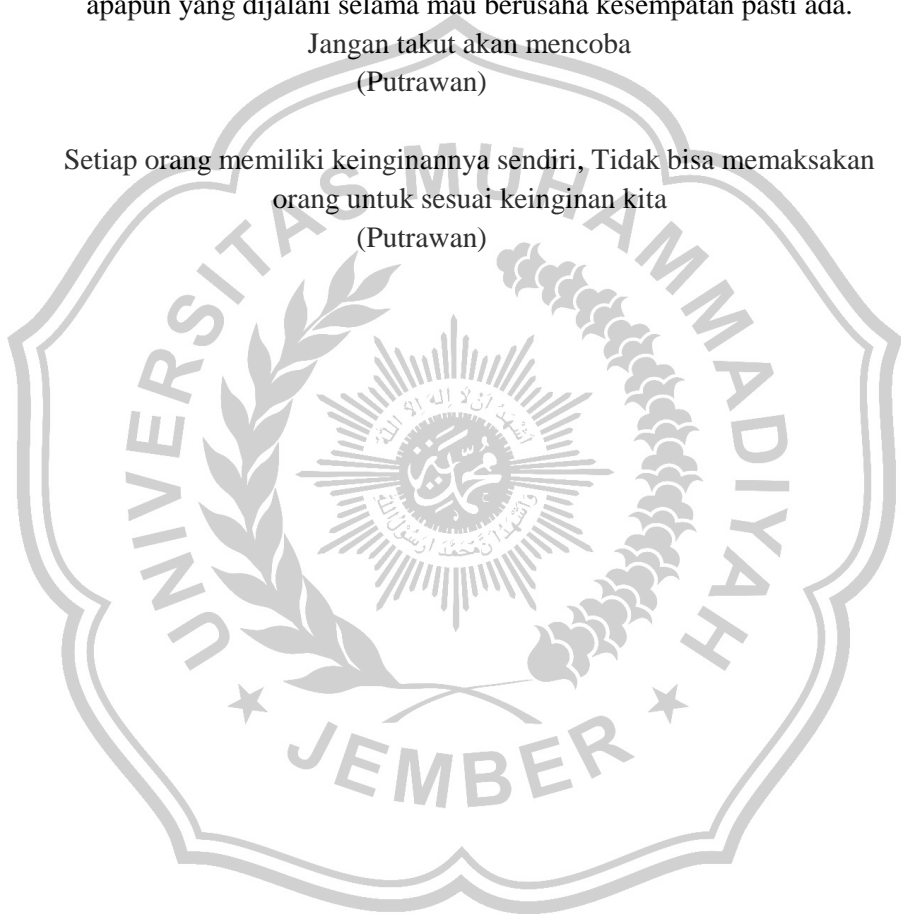 apapun yang dijalani selama mau berusaha kesempatan pasti ada.
Jangan takut akan mencoba
(Putrawan)
Setiap orang memiliki keinginannya sendiri, Tidak bisa memaksakan
orang untuk sesuai keinginan kita
(Putrawan)
UNIVERSITAS MUHAMMADIYAH
JEMBER